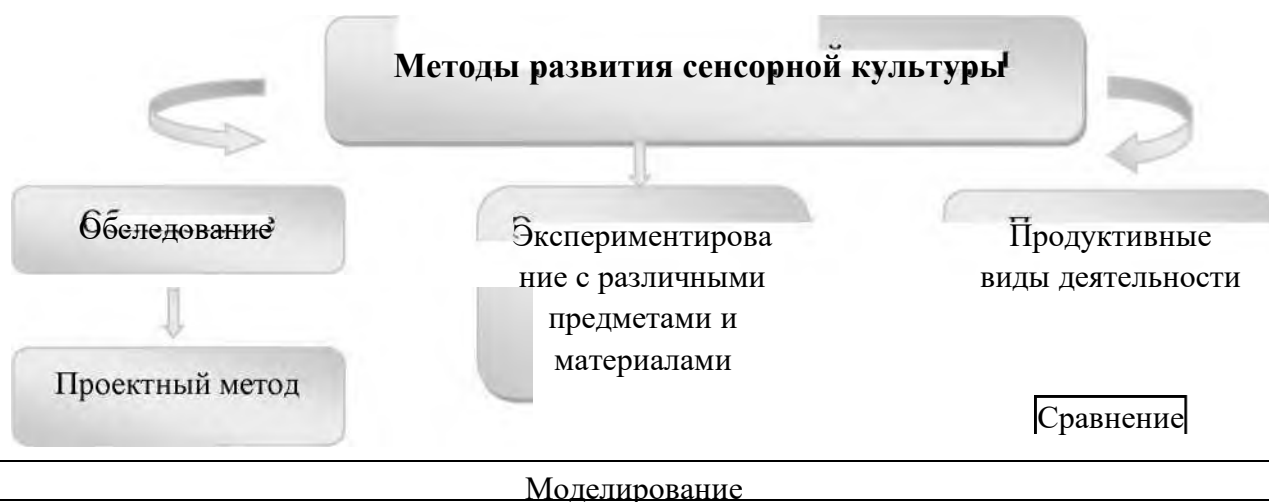 Методы развития сенсорной культуры
Обследование
Экспериментирова
ние с различными
предметами и
материалами
Продуктивные
виды деятельности
Проектный метод
Сравнение
Моделирование